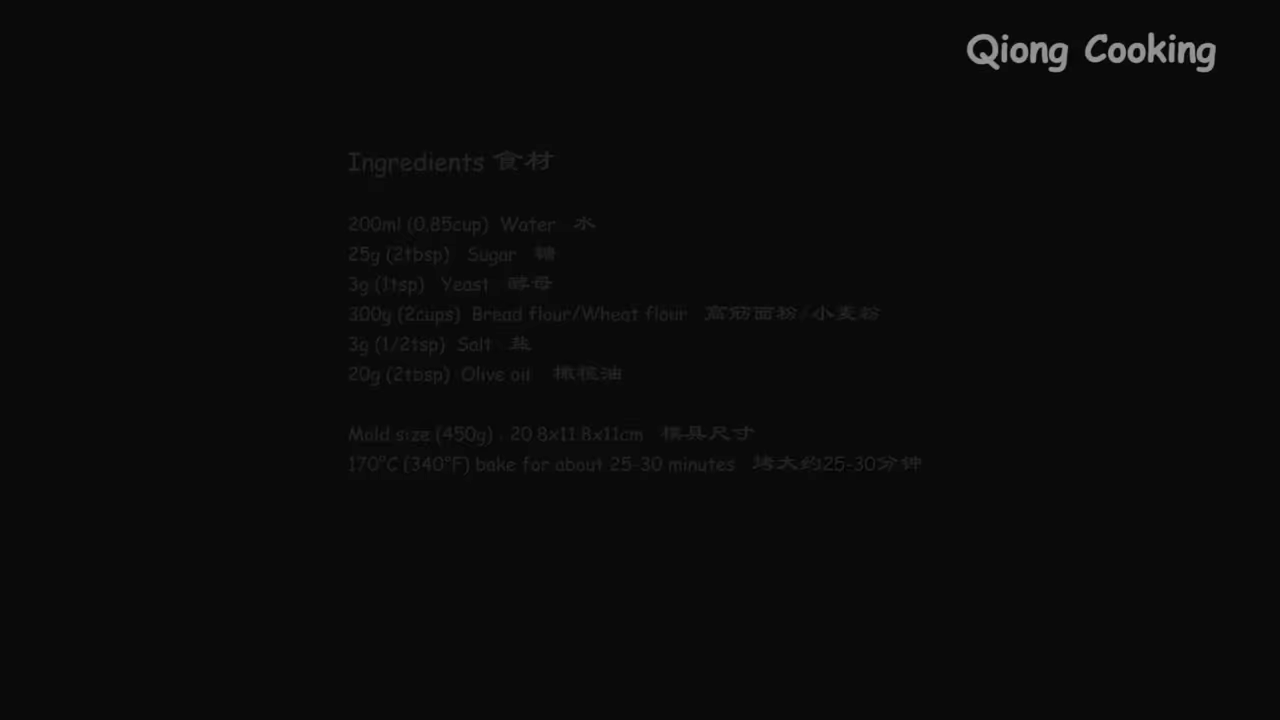 Qiong Cooking
Ingredients 食材
200ml (0.85cup) Water 水
25g (2tbsp) Sugar 糖
3g (1tsp) Yeast 酵母
300g (2cups) Bread flour/Wheat flour 高筋面粉/小麦粉
3g (1/2tsp) Salt 盐
20g (2tbsp) Olive oil 橄榄油
Mold size (450g) : 20.8x11.8x11cm 模具尺寸
170°C (340°F) bake for about 25-30 minutes 烤大约25-30分钟